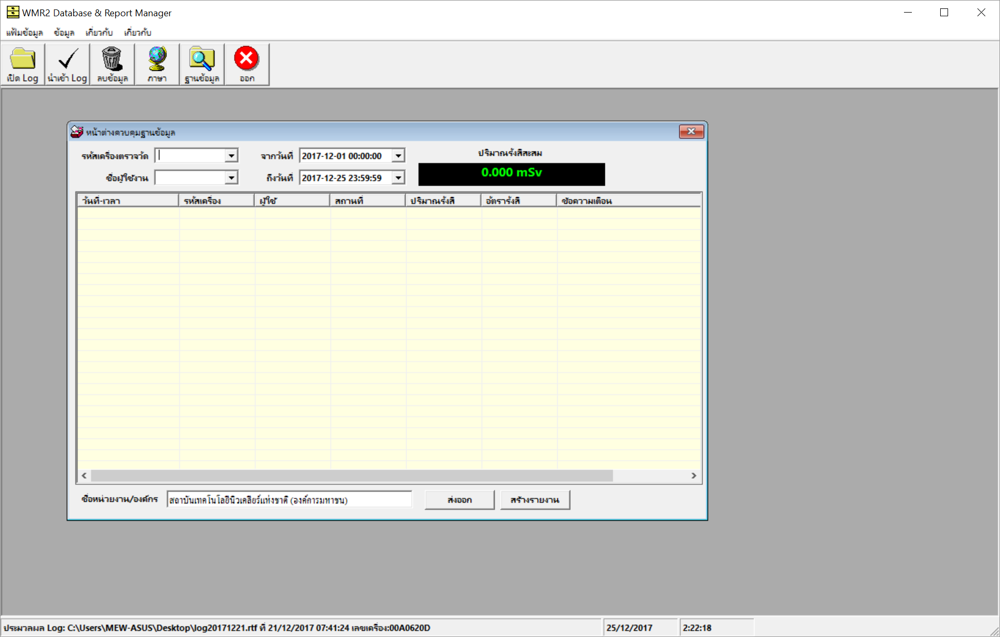 WMR2 Database & Report Manager
แฟ้มข้อมูล ข้อมูล เกี่ยวกับ เกี่ยวกับ
เปิด Log นำเข้า Log ลบข้อมูล ภาษา ฐานข้อมูล ออก
หน้าต่างควบคุมฐานข้อมูล
รหัสเครื่องตรวจวัด จากวันที่ 2017-12-01 00:00:00 ปริมาณรังสีสะสม
ชื่อผู้ใช้งาน ถึงวันที่ 2017-12-25 23:59:59 0.000 mSv
วันที่-เวลา รหัสเครื่อง ผู้ใช้ สถานที่ ปริมาณรังสี อัตรารังสี ข้อความเตือน
ชื่อหน่วยงาน/องค์กร สถาบันเทคโนโลยีนิวเคลียร์แห่งชาติ (องค์การมหาชน) ส่งออก สร้างรายงาน
ประมวลผล Log: C:\Users\MEW-ASUS\Desktop\log20171221.rtf ที่ 21/12/2017 07:41:24 เลขเครื่อง:00A0620D 25/12/2017 2:22:18